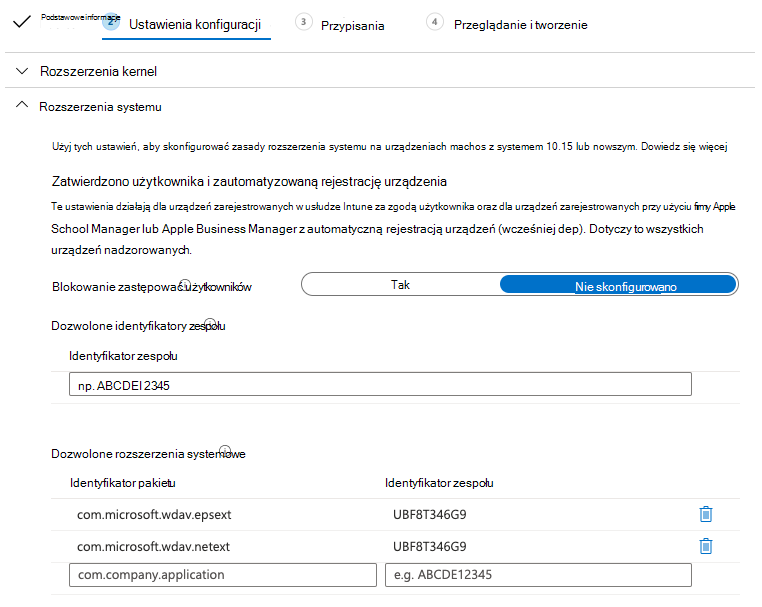 Podstawowe informacje
2 Ustawienia konfiguracji
3 Przypisania
4 Przeglądanie i tworzenie
Rozszerzenia kernel
Rozszerzenia systemu
Użyj tych ustawień, aby skonfigurować zasady rozszerzenia systemu na urządzeniach machos z systemem 10.15 lub nowszym. Dowiedz się więcej
Zatwierdzono użytkownika i zautomatyzowaną rejestrację urządzenia
Te ustawienia działają dla urządzeń zarejestrowanych w usłudze Intune za zgodą użytkownika oraz dla urządzeń zarejestrowanych przy użyciu firmy Apple
School Manager lub Apple Business Manager z automatyczną rejestracją urządzeń (wcześniej dep). Dotyczy to wszystkich
urządzeń nadzorowanych.
Blokowanie zastępować użytkowników
Tak
Nie skonfigurowano
Dozwolone identyfikatory zespołu
Identyfikator zespołu
np. ABCDEI 2345
Dozwolone rozszerzenia systemowe
Identyfikator pakietu Identyfikator zespołu
com.microsoft.wdav.epsext UBF8T346G9
com.microsoft.wdav.netext UBF8T346G9
com.company.application e.g. ABCDE12345